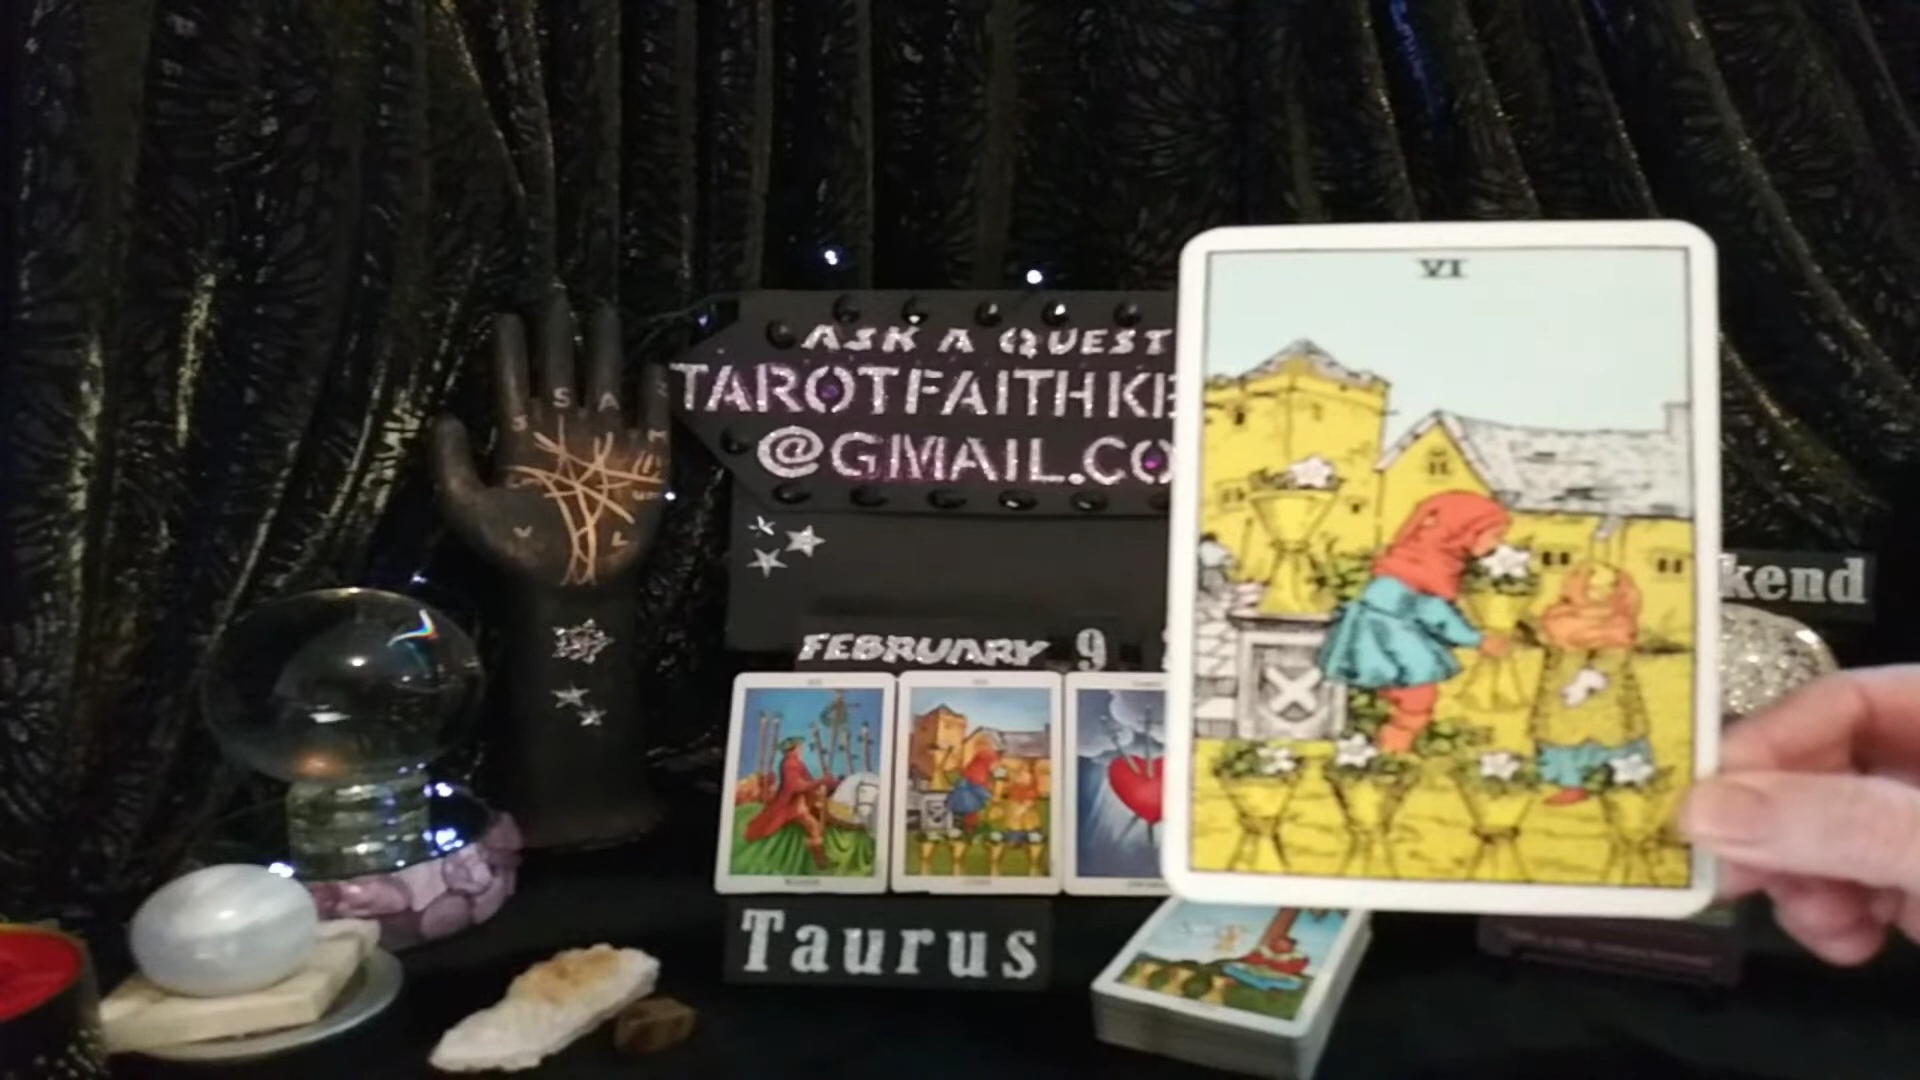 VI
ASK A QUEST
TAROTFAITHKE
@GMAIL.CO
S S A S
M
V L
kend
FEBRUARY 9
Taurus